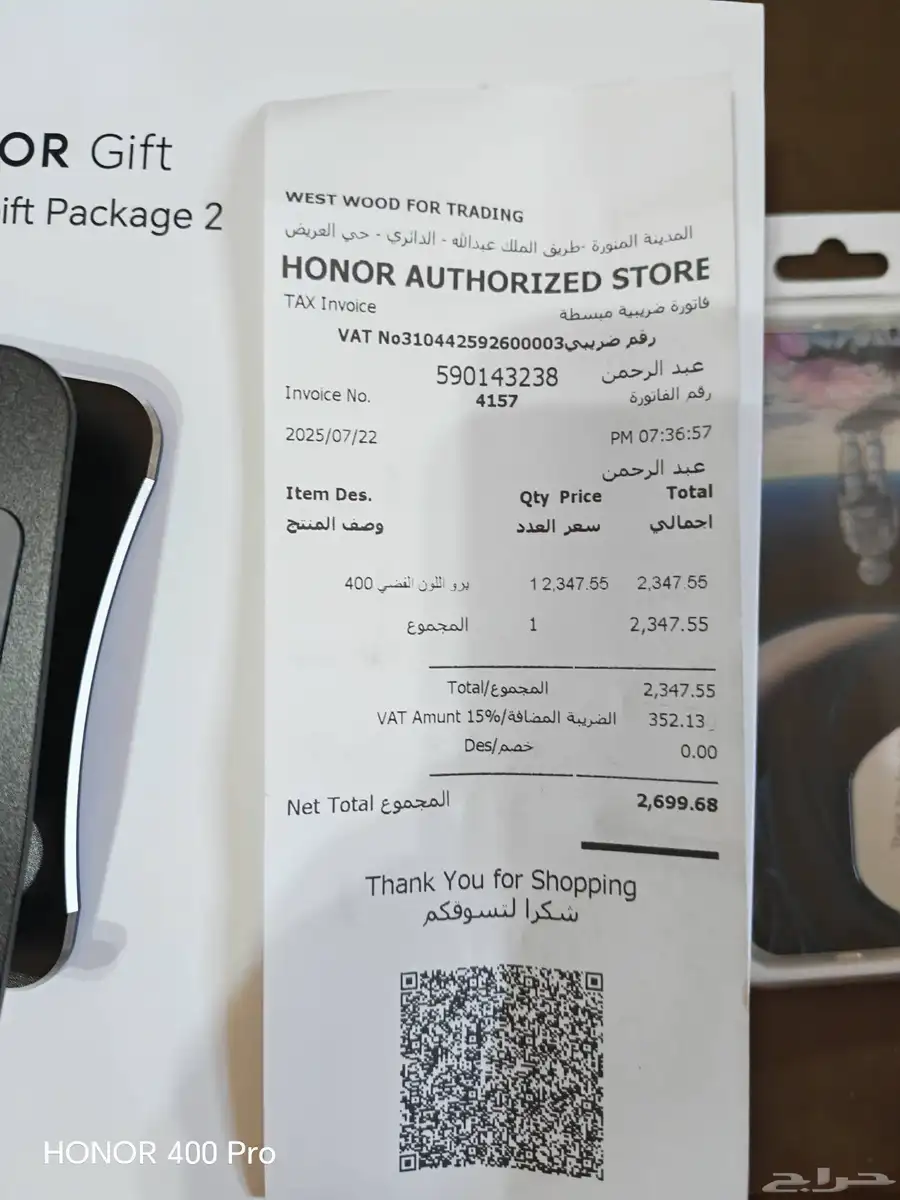 OR Gift
ift Package 2
WEST WOOD FOR TRADING
المدينة المنورة -طريق الملك عبدالله - الدائري - حي العريض
HONOR AUTHORIZED STORE
TAX Invoice فاتورة ضريبية مبسطة
VAT No310442592600003رقم ضريبي
590143238 عبد الرحمن
Invoice No. 4157 رقم الفاتورة
2025/07/22 PM 07:36:57
عبد الرحمن
Item Des. Qty Price Total
وصف المنتج العدد سعر اجمالي
400 برو اللون الفضي 1 2,347.55 2,347.55
المجموع 1 2,347.55
Total/المجموع 2,347.55
VAT Amunt 15%/الضريبة المضافة 352.13
Des/خصم 0.00
Net Total المجموع 2,699.68
Thank You for Shopping
شكرا لتسوقكم
HONOR 400 Pro
حراج